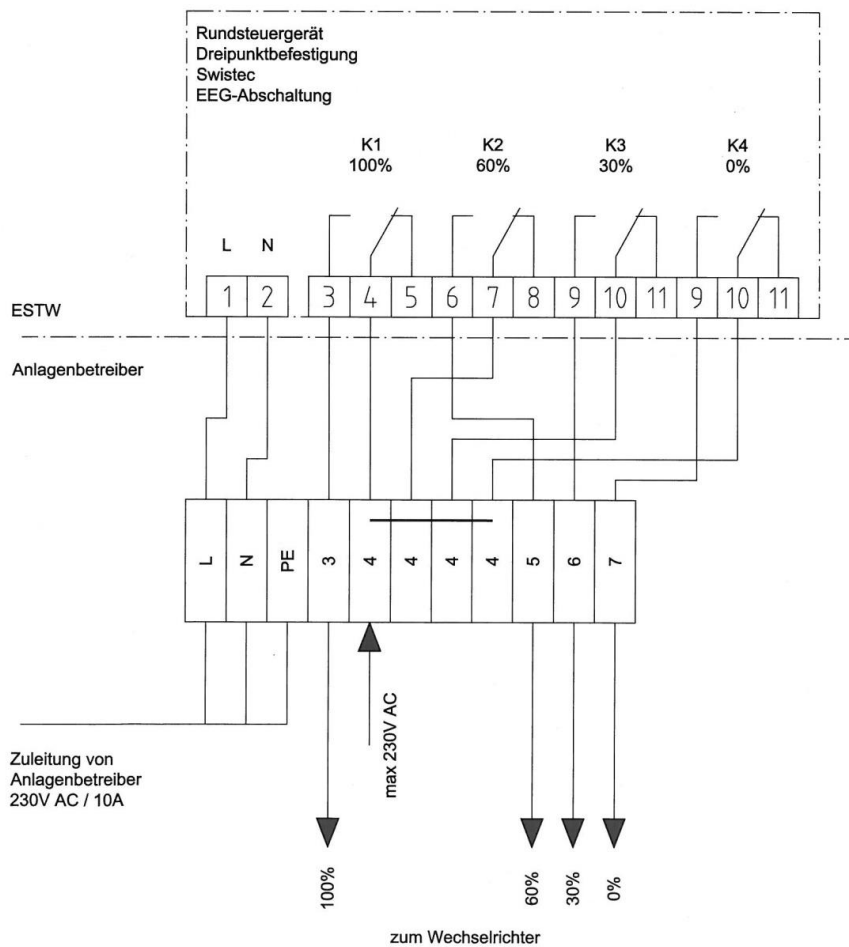 Rundsteuergerät
Dreipunktbefestigung
Swistec
EEG-Abschaltung
K1 K2 K3 K4
100% 60% 30% 0%
L N
1 2 3 4 5 6 7 8 9 10 11 9 10 11
ESTW
Anlagenbetreiber
L N PE 3 4 4 4 4 5 6 7
max 230V AC
Zuleitung von
Anlagenbetreiber
230V AC / 10A
100% 60% 30% 0%
zum Wechselrichter